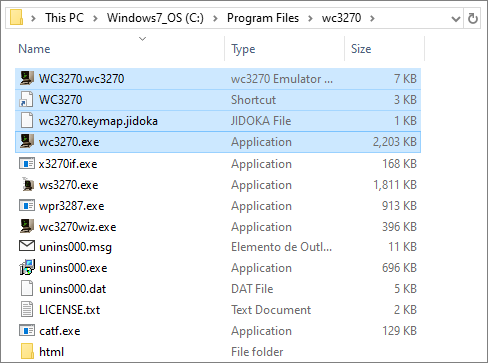 This PC > Windows7_OS (C:) > Program Files > wc3270 >
Name Type Size
WC3270.wc3270 wc3270 Emulator ... 7 KB
WC3270 Shortcut 3 KB
wc3270.keymap.jidoka JIDOKA File 1 KB
wc3270.exe Application 2,203 KB
x3270if.exe Application 168 KB
ws3270.exe Application 1,811 KB
wpr3287.exe Application 913 KB
wc3270wiz.exe Application 396 KB
unins000.msg Elemento de Outl... 11 KB
unins000.exe Application 696 KB
unins000.dat DAT File 5 KB
LICENSE.txt Text Document 2 KB
catf.exe Application 129 KB
html File folder